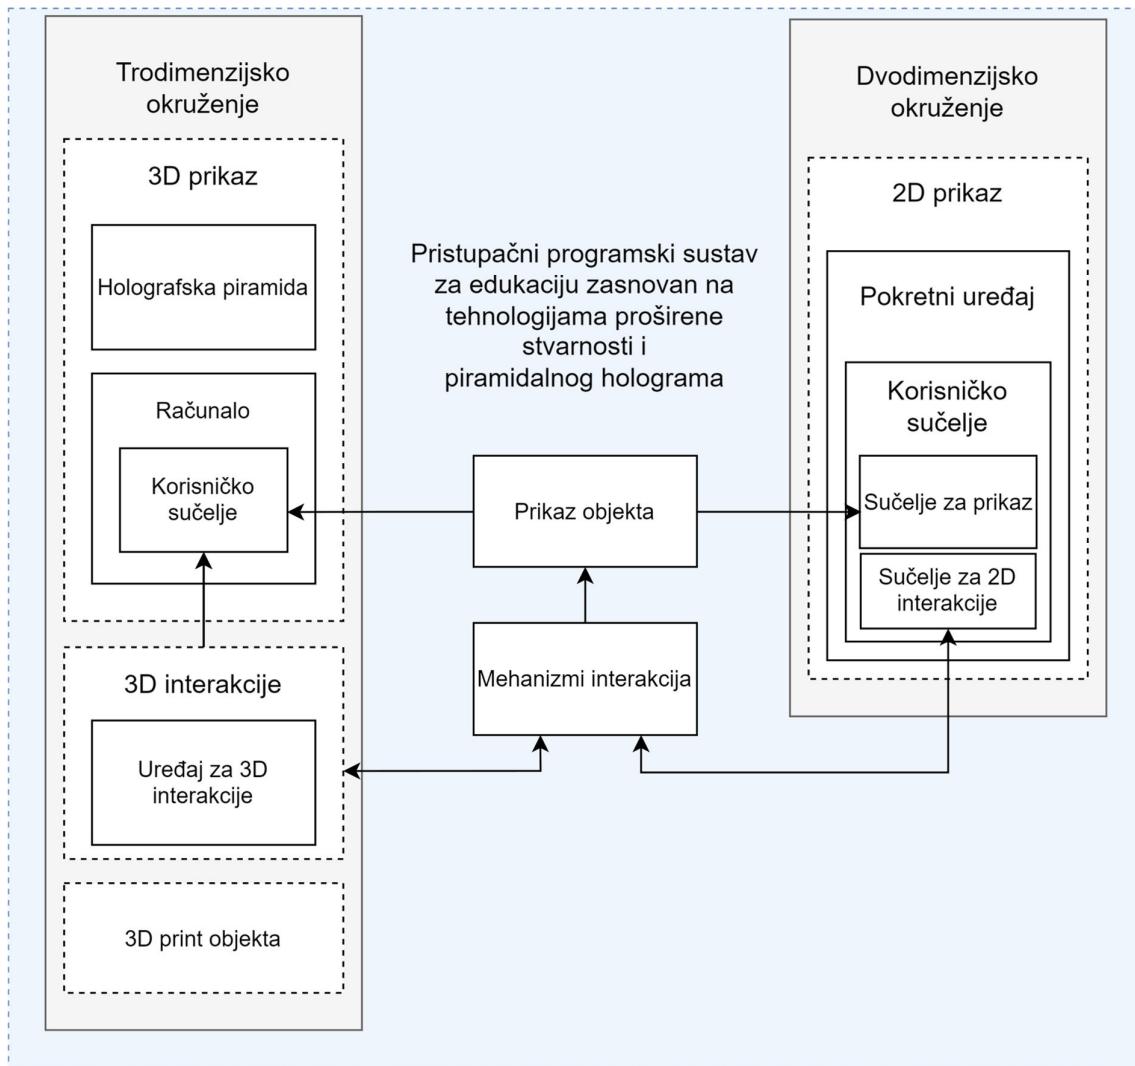 Trodimenzijsko
okruženje
3D prikaz
Holografska piramida
Računalo
Korisničko
sučelje
3D interakcije
Uređaj za 3D
interakcije
3D print objekta
Pristupačni programski sustav
za edukaciju zasnovan na
tehnologijama proširene
stvarnosti i
piramidalnog holograma
Prikaz objekta
Mehanizmi interakcija
Dvodimenzijsko
okruženje
2D prikaz
Pokretni uređaj
Korisničko
sučelje
Sučelje za prikaz
Sučelje za 2D
interakcije